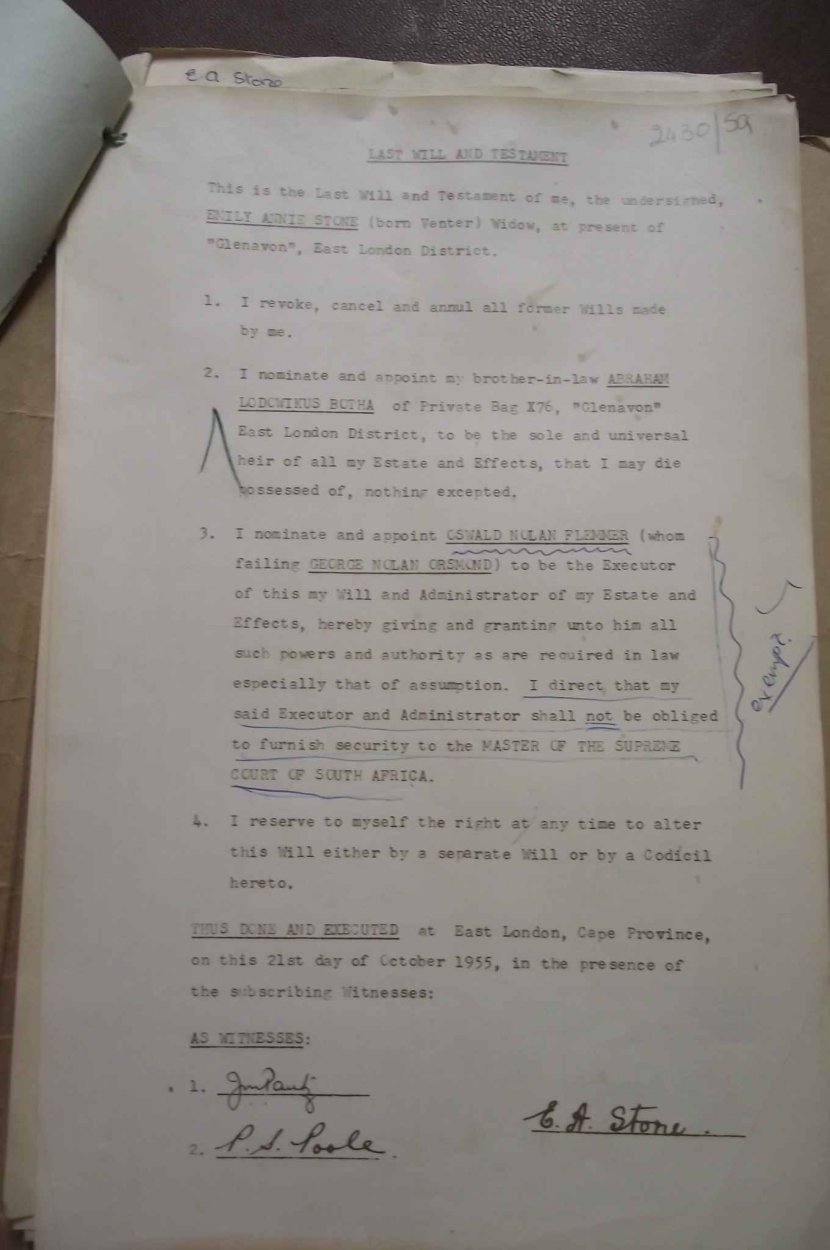 E A Stone
2430/59
LAST WILL AND TESTAMENT
This is the Last Will and Testament of me, the undersigned,
EMILY ANNIE STONE (born Venter) Widow, at present of
"Glenavon", East London District.
1. I revoke, cancel and annul all former Wills made
by me.
2. I nominate and appoint my brother-in-law ABRAHAM
LODOWIKUS BOTHA of Private Bag X76, "Glenavon"
East London District, to be the sole and universal
heir of all my Estate and Effects, that I may die
possessed of, nothing excepted.
3. I nominate and appoint OSWALD NOLAN FLEMMER (whom
failing GEORGE NOLAN ORSMOND) to be the Executor
of this my Will and Administrator of my Estate and
Effects, hereby giving and granting unto him all
such powers and authority as are required in law
especially that of assumption. I direct that my
said Executor and Administrator shall not be obliged
to furnish security to the MASTER OF THE SUPREME
COURT OF SOUTH AFRICA.
exempt.
4. I reserve to myself the right at any time to alter
this Will either by a separate Will or by a Codicil
hereto.
THUS DONE AND EXECUTED at East London, Cape Province,
on this 21st day of October 1955, in the presence of
the subscribing Witnesses:
AS WITNESSES:
1.
2. P. S. Poole.
E. A. Stone.